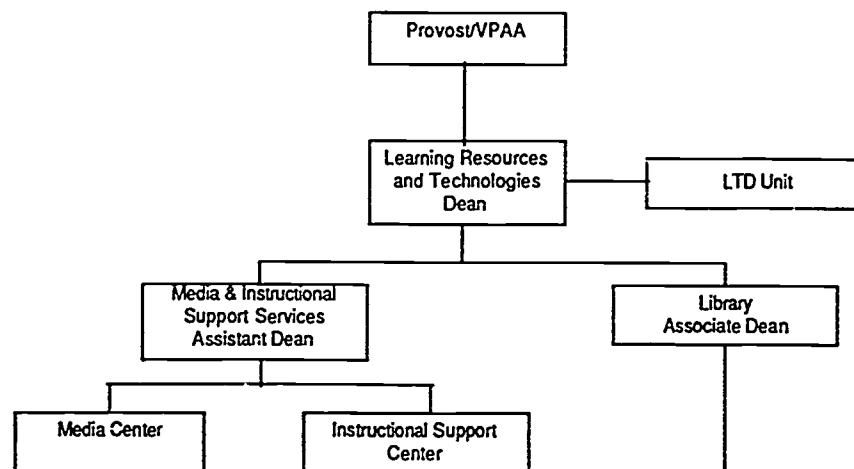 Provost/VPAA
Learning Resources
and Technologies
Dean
LTD Unit
Media & Instructional
Support Services
Assistant Dean
Library
Associate Dean
Media Center
Instructional Support
Center